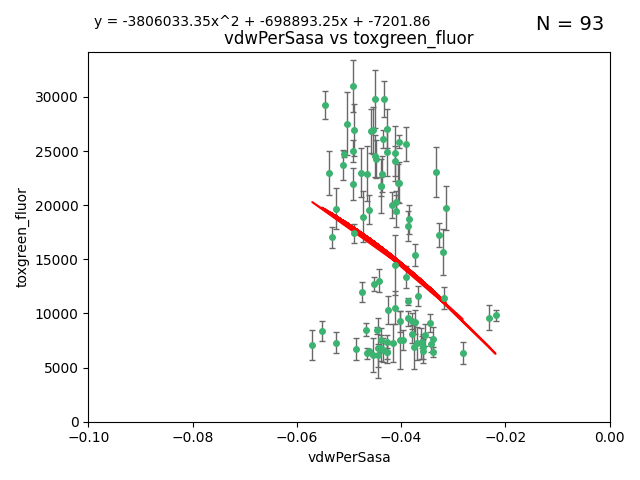 y = -3806033.35x^2 + -698893.25x + -7201.86
N = 93
vdwPerSasa vs toxgreen_fluor
toxgreen_fluor
30000
25000
20000
15000
10000
5000
0
−0.10
−0.08
−0.06
−0.04
−0.02
0.00
vdwPerSasa